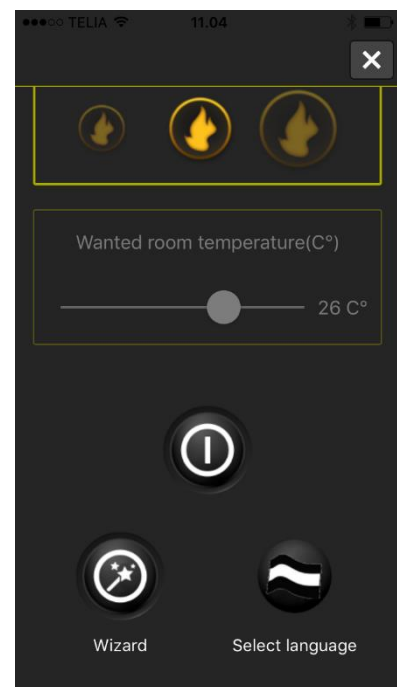 TELIA 11.04
Wanted room temperature(C°)
26 C°
Wizard Select language